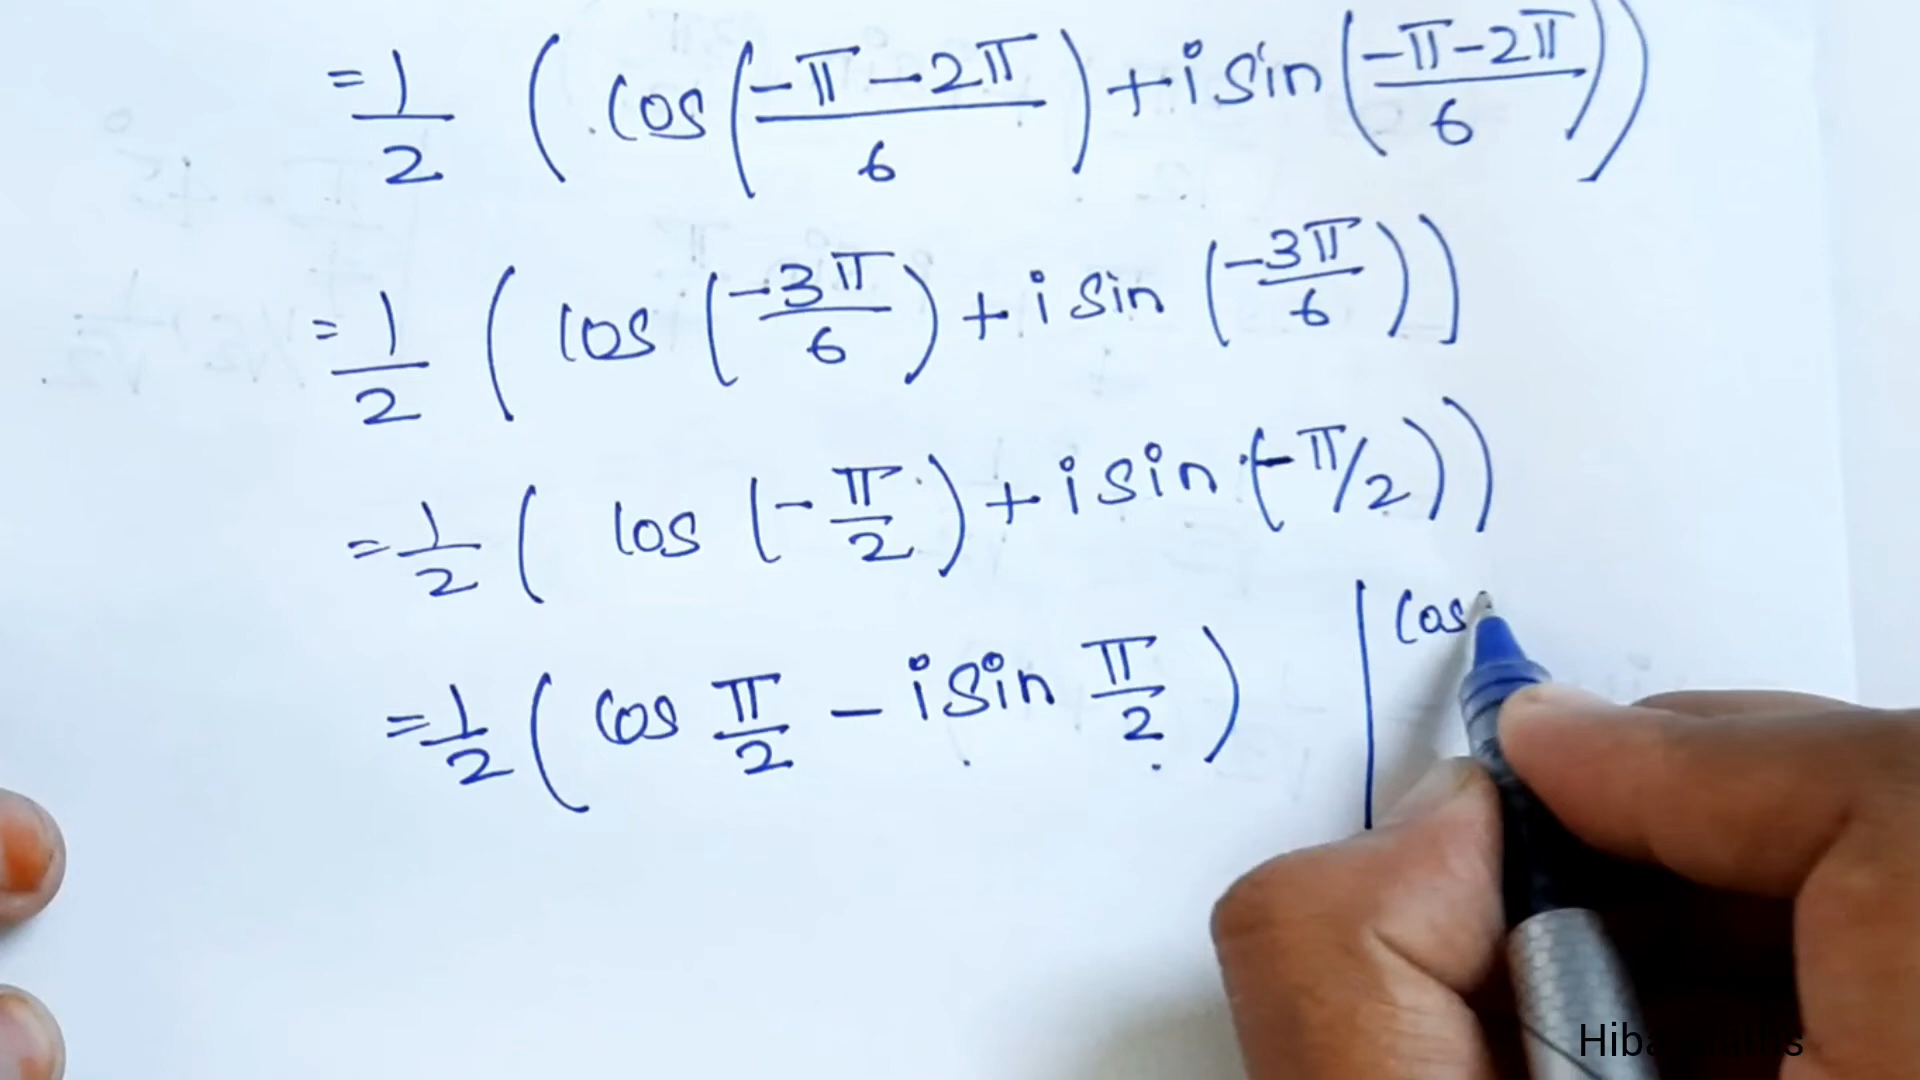 = 1/2 ( cos(-π-2π/6) + i sin(-π-2π/6))
= 1/2 ( cos (-3π/6) + i sin (-3π/6))
= 1/2 ( cos (-π/2) + i sin (-π/2))
= 1/2 ( cos π/2 - i sin π/2 )
cos